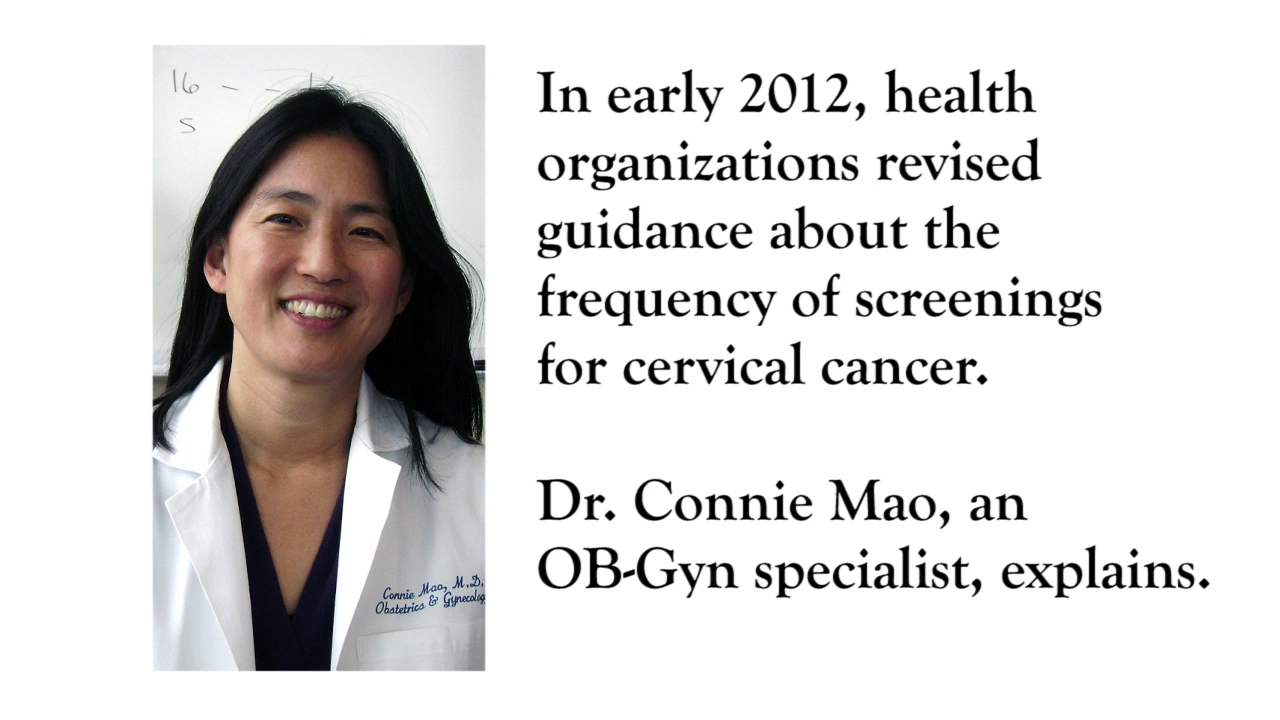 16 - -
5
Connie Mao, M.D.
Obstetrics & Gynecology
In early 2012, health
organizations revised
guidance about the
frequency of screenings
for cervical cancer.
Dr. Connie Mao, an
OB-Gyn specialist, explains.